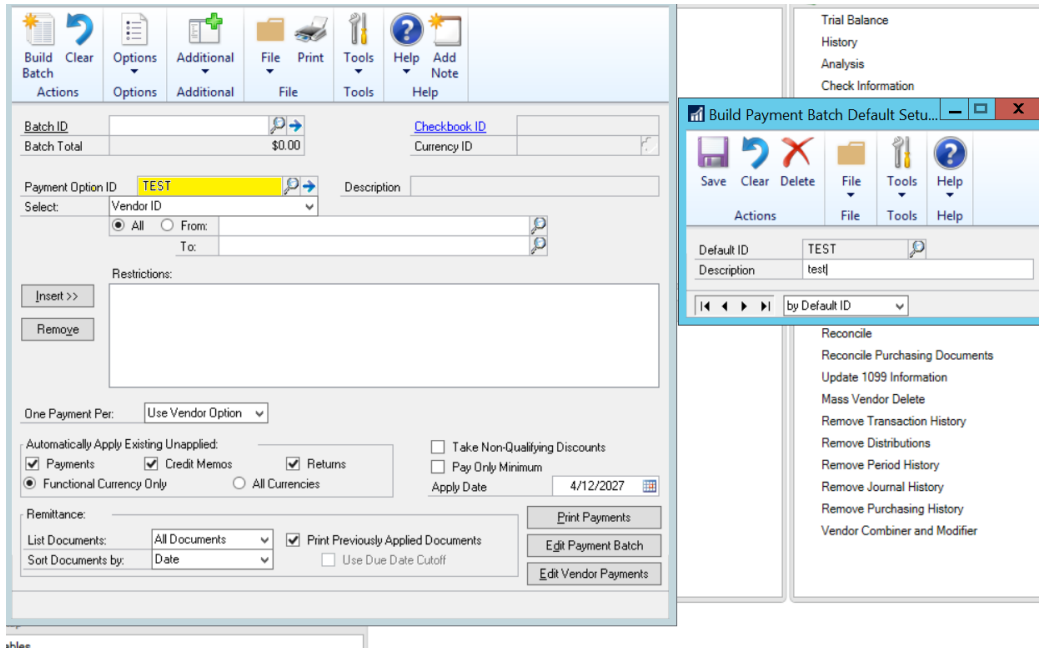 Build Batch
Clear
Options
Additional
File
Print
Tools
Help
Add Note
Actions
Options
Additional
File
Tools
Help
Batch ID
Checkbook ID
Batch Total
$0.00
Currency ID
Payment Option ID
TEST
Description
Select:
Vendor ID
All
From:
To:
Restrictions:
Insert >>
Remove
One Payment Per:
Use Vendor Option
Automatically Apply Existing Unapplied:
Payments
Credit Memos
Returns
Functional Currency Only
All Currencies
Take Non-Qualifying Discounts
Pay Only Minimum
Apply Date
4/12/2027
Remittance:
List Documents:
All Documents
Print Previously Applied Documents
Sort Documents by:
Date
Use Due Date Cutoff
Print Payments
Edit Payment Batch
Edit Vendor Payments
Trial Balance
History
Analysis
Check Information
Build Payment Batch Default Setu...
Save
Clear
Delete
File
Tools
Help
Actions
File
Tools
Help
Default ID
TEST
Description
test
by Default ID
Reconcile
Reconcile Purchasing Documents
Update 1099 Information
Mass Vendor Delete
Remove Transaction History
Remove Distributions
Remove Period History
Remove Journal History
Remove Purchasing History
Vendor Combiner and Modifier